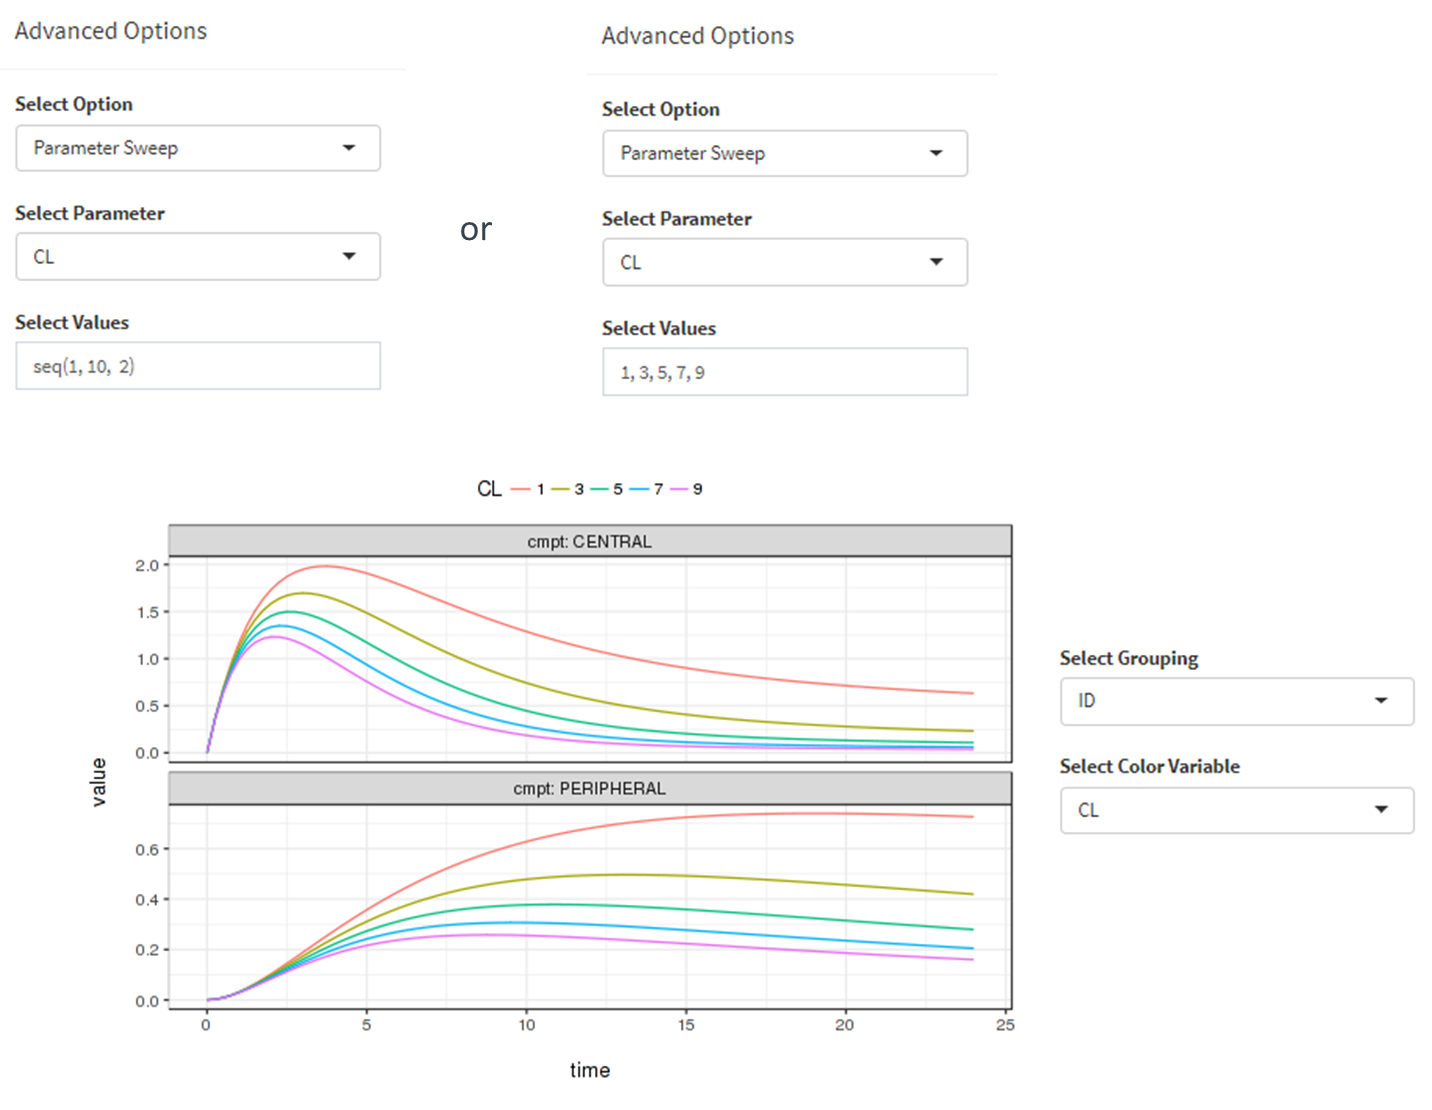 Advanced Options
Select Option
Parameter Sweep
Select Parameter
CL
Select Values
seq(1, 10, 2)
or
Advanced Options
Select Option
Parameter Sweep
Select Parameter
CL
Select Values
1, 3, 5, 7, 9
CL 1 3 5 7 9
cmpt: CENTRAL
2.0
1.5
1.0
0.5
0.0
cmpt: PERIPHERAL
0.6
0.4
0.2
0.0
value
0 5 10 15 20 25
time
Select Grouping
ID
Select Color Variable
CL